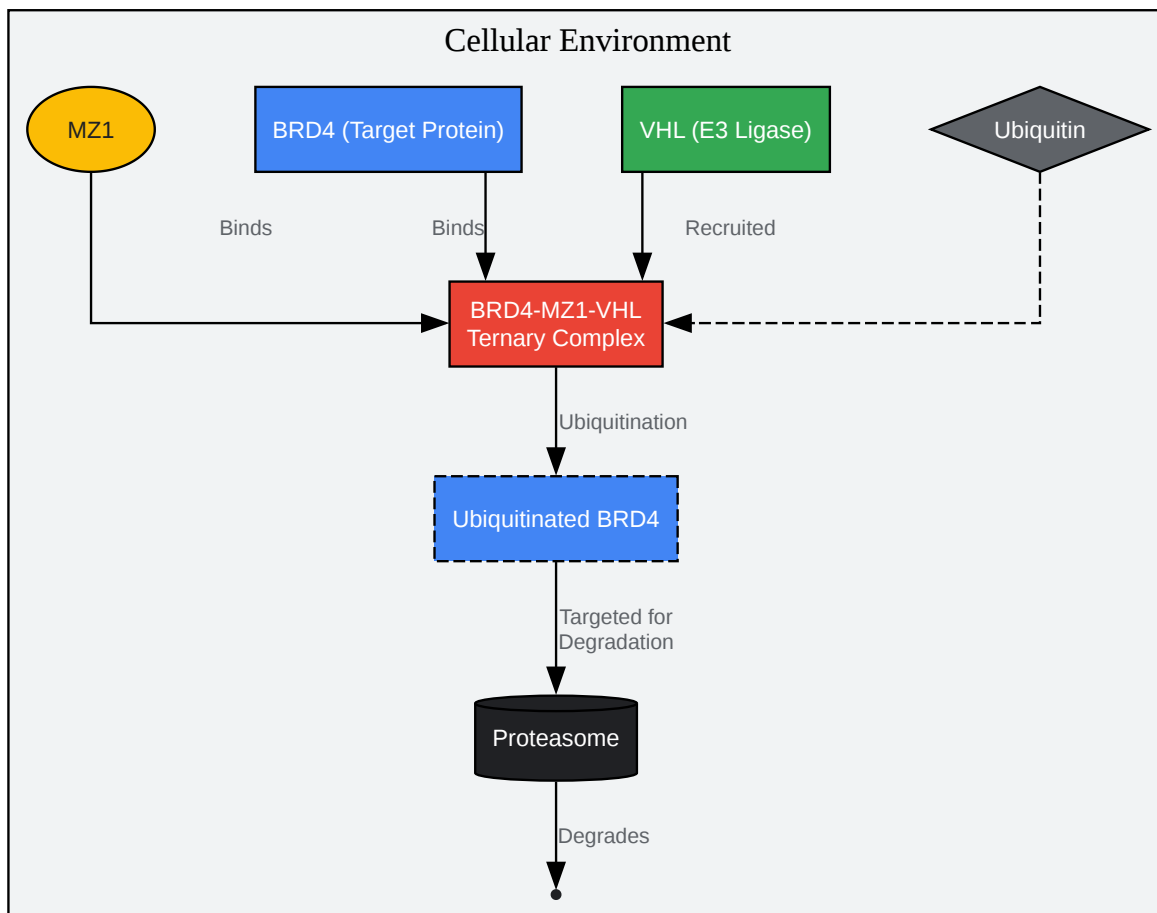 Cellular Environment
MZ1
BRD4 (Target Protein)
VHL (E3 Ligase)
Ubiquitin
Binds
Binds
Recruited
BRD4-MZ1-VHL
Ternary Complex
Ubiquitination
Ubiquitinated BRD4
Targeted for
Degradation
Proteasome
Degrades